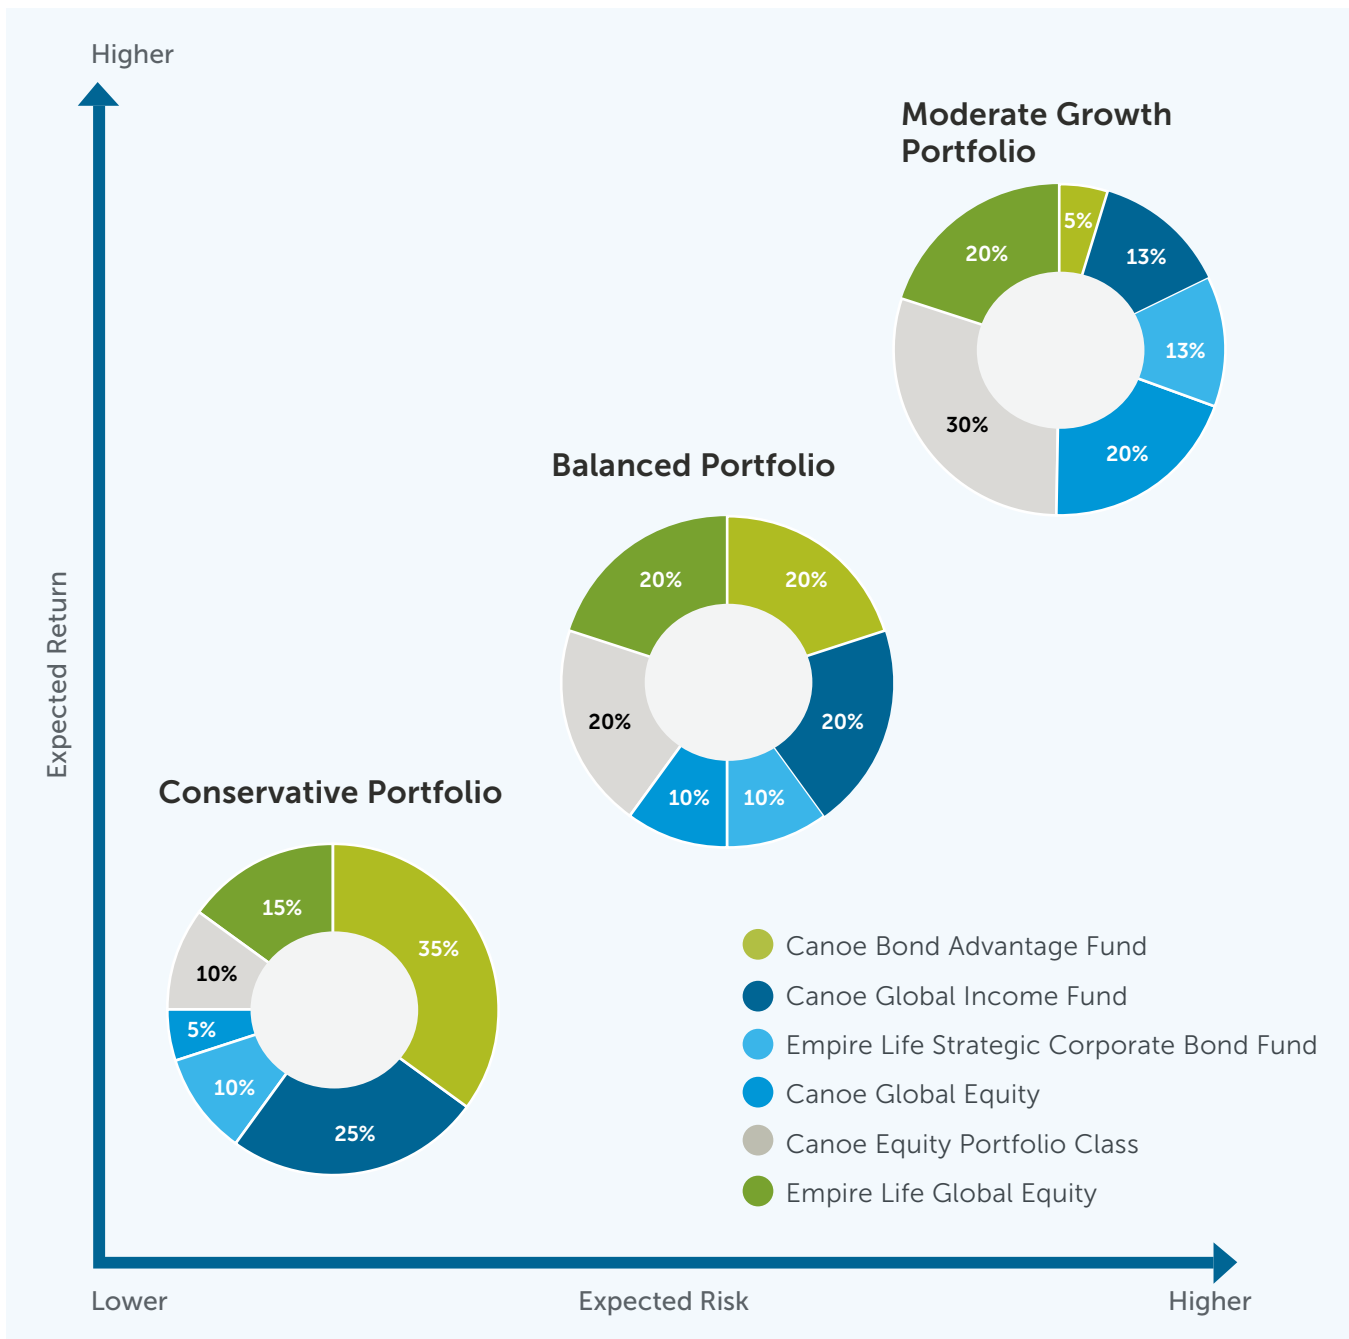 Higher
Moderate Growth
Portfolio
5%
13%
13%
20%
30%
20%
Balanced Portfolio
20%
20%
10%
10%
20%
20%
Expected Return
Conservative Portfolio
35%
25%
10%
5%
10%
15%
Canoe Bond Advantage Fund
Canoe Global Income Fund
Empire Life Strategic Corporate Bond Fund
Canoe Global Equity
Canoe Equity Portfolio Class
Empire Life Global Equity
Lower
Expected Risk
Higher